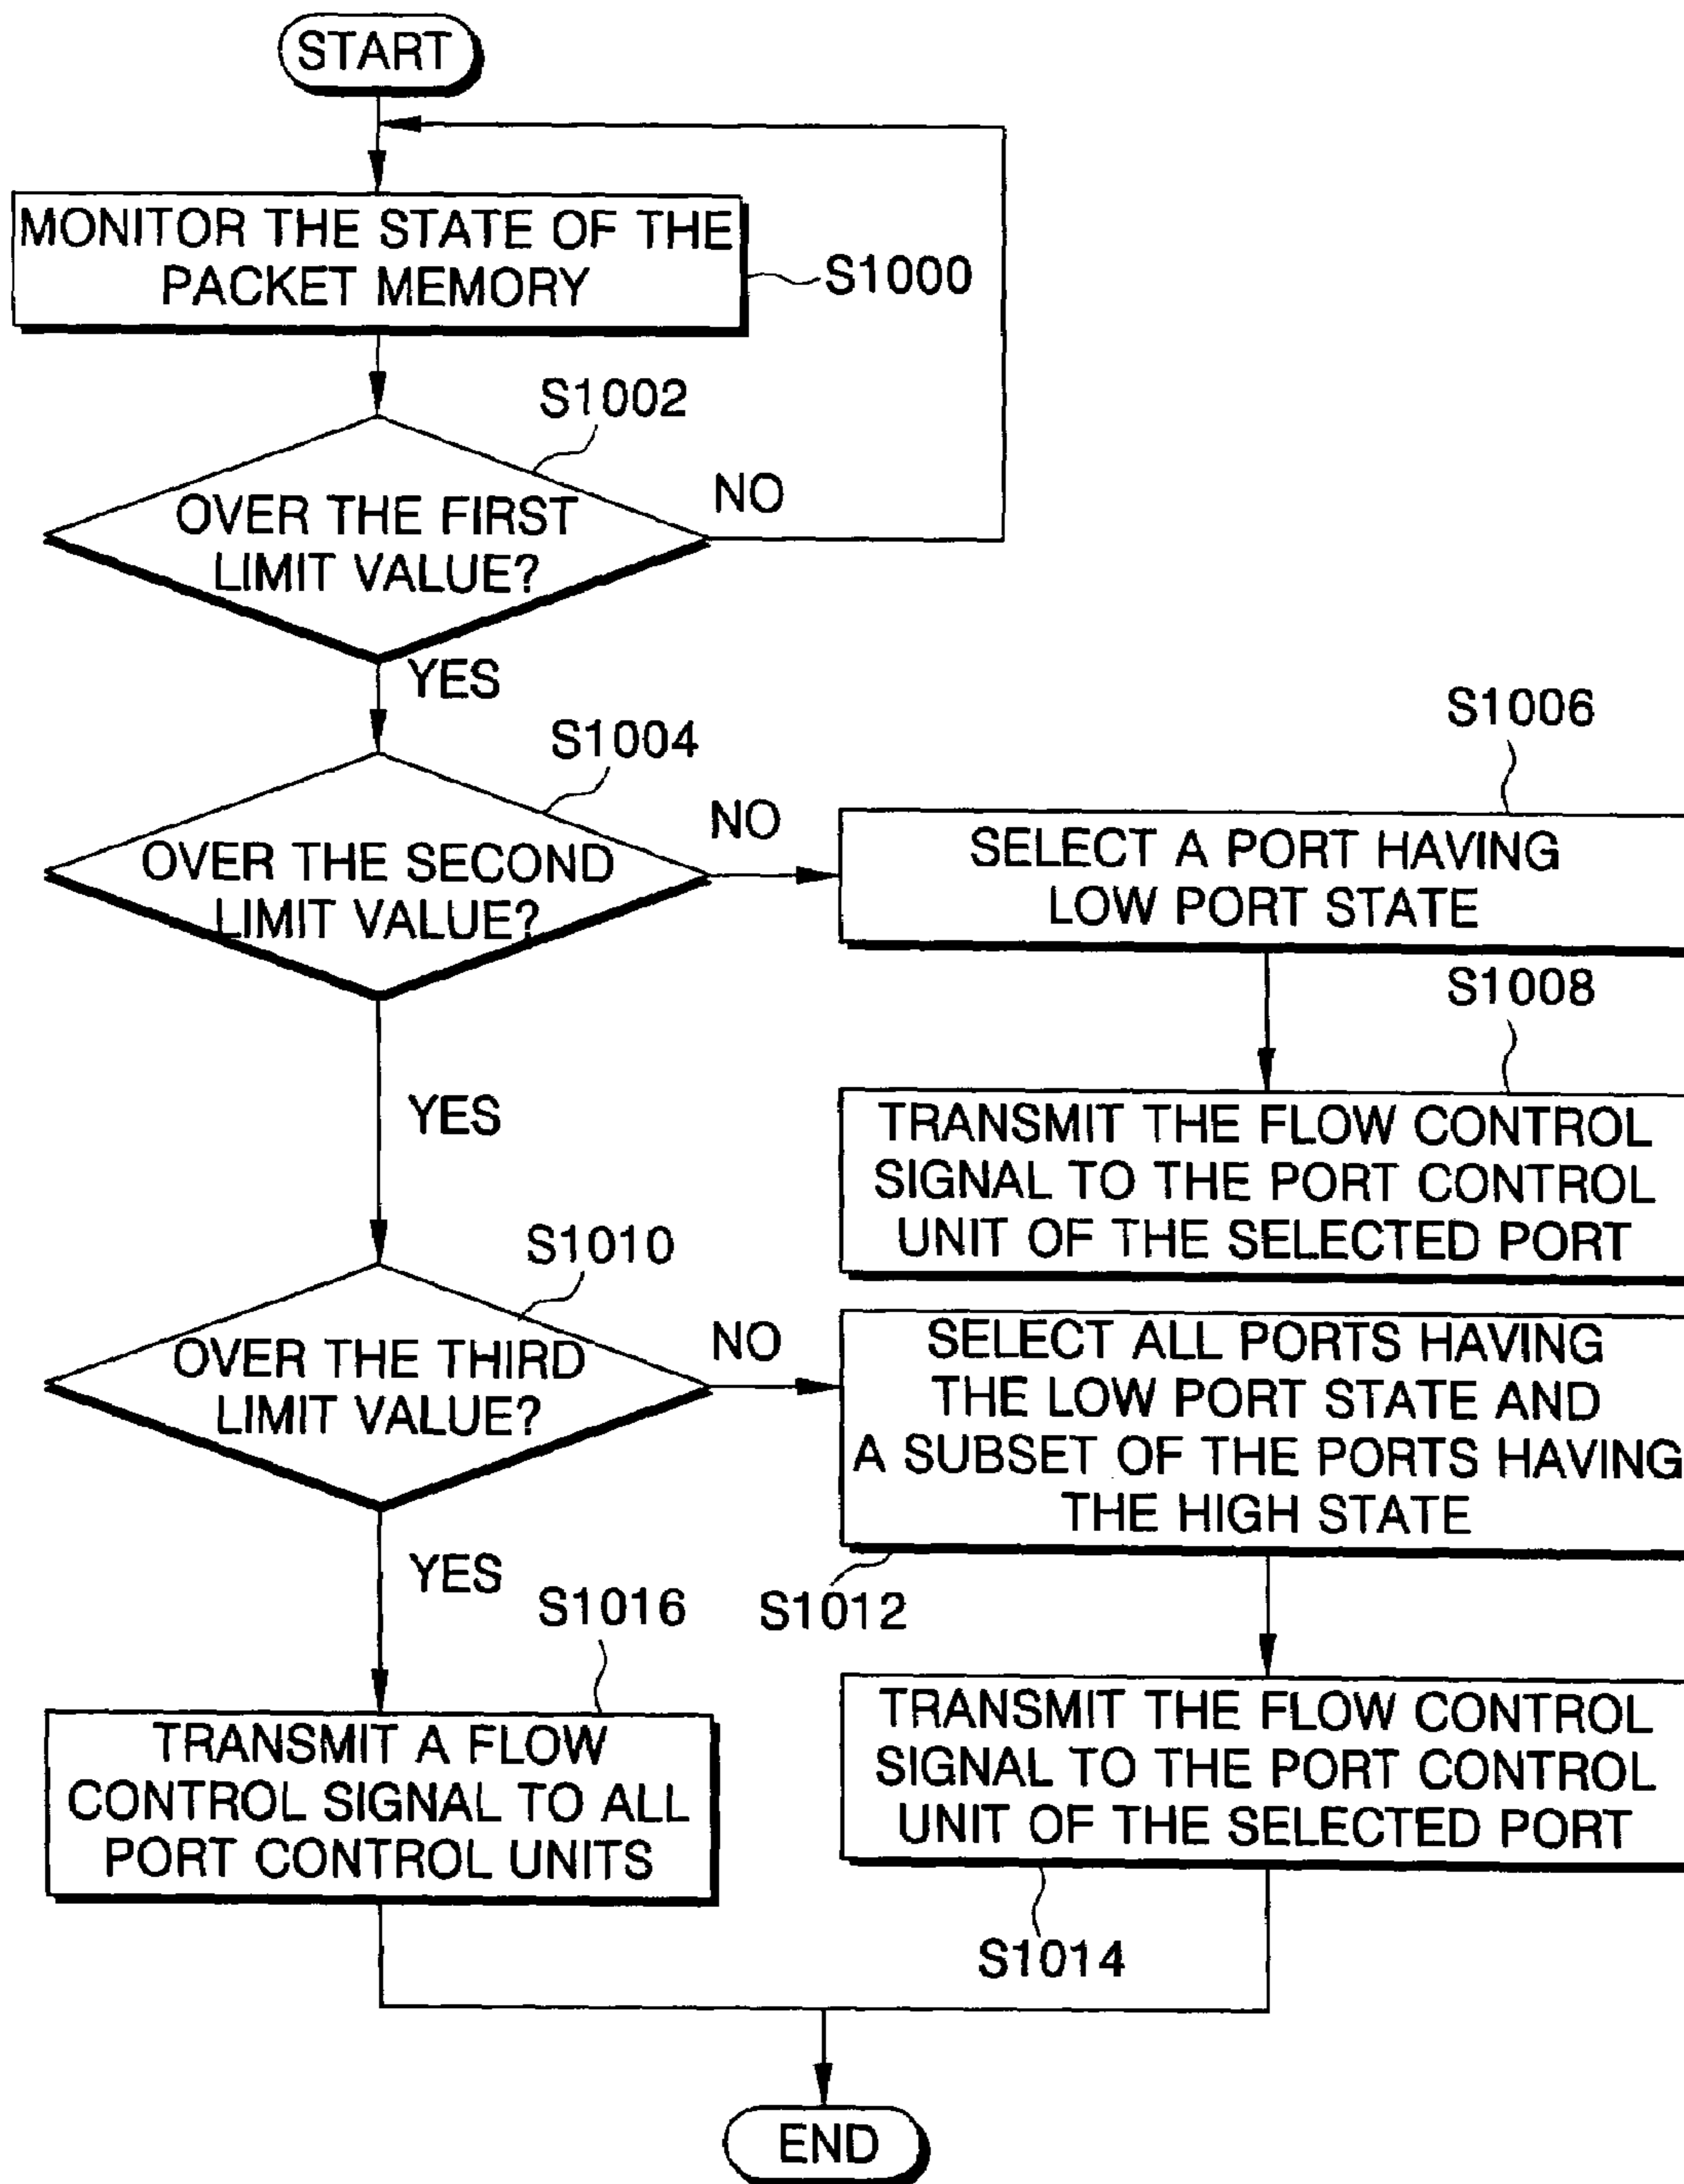 START
MONITOR THE STATE OF THE
PACKET MEMORY
S1000
S1002
OVER THE FIRST
LIMIT VALUE?
NO
YES
S1004
OVER THE SECOND
LIMIT VALUE?
NO
S1006
SELECT A PORT HAVING
LOW PORT STATE
S1008
TRANSMIT THE FLOW CONTROL
SIGNAL TO THE PORT CONTROL
UNIT OF THE SELECTED PORT
YES
S1010
OVER THE THIRD
LIMIT VALUE?
NO
SELECT ALL PORTS HAVING
THE LOW PORT STATE AND
A SUBSET OF THE PORTS HAVING
THE HIGH STATE
S1012
YES
S1016
TRANSMIT A FLOW
CONTROL SIGNAL TO ALL
PORT CONTROL UNITS
TRANSMIT THE FLOW CONTROL
SIGNAL TO THE PORT CONTROL
UNIT OF THE SELECTED PORT
S1014
END